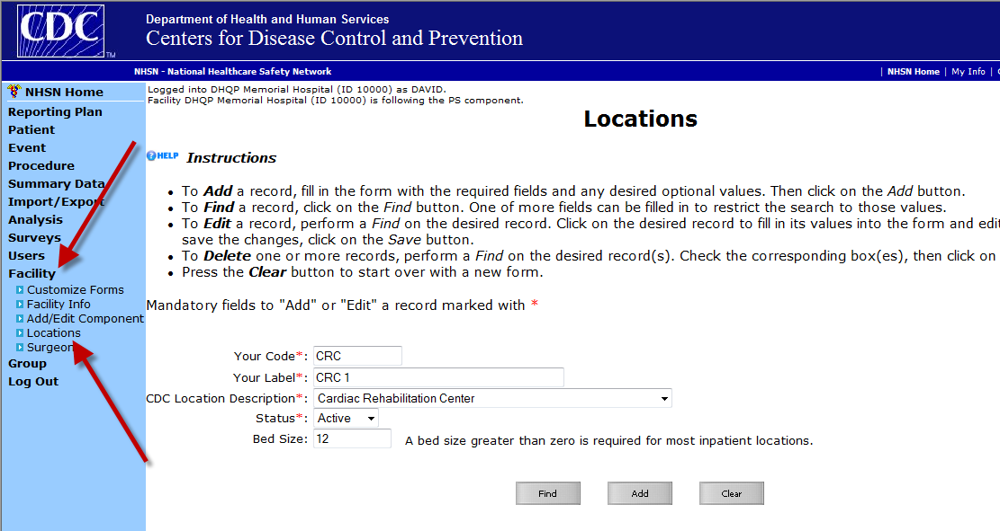 CDC
TM
Department of Health and Human Services
Centers for Disease Control and Prevention
NHSN - National Healthcare Safety Network
| NHSN Home | My Info |
NHSN Home
Reporting Plan
Patient
Event
Procedure
Summary Data
Import/Export
Analysis
Surveys
Users
Facility
Customize Forms
Facility Info
Add/Edit Component
Locations
Surgeon
Group
Log Out
Logged into DHQP Memorial Hospital (ID 10000) as DAVID.
Facility DHQP Memorial Hospital (ID 10000) is following the PS component.
Locations
?HELP Instructions
• To Add a record, fill in the form with the required fields and any desired optional values. Then click on the Add button.
• To Find a record, click on the Find button. One of more fields can be filled in to restrict the search to those values.
• To Edit a record, perform a Find on the desired record. Click on the desired record to fill in its values into the form and edit
save the changes, click on the Save button.
• To Delete one or more records, perform a Find on the desired record(s). Check the corresponding box(es), then click on
• Press the Clear button to start over with a new form.
Mandatory fields to "Add" or "Edit" a record marked with *
Your Code*: CRC
Your Label*: CRC 1
CDC Location Description*: Cardiac Rehabilitation Center
Status*: Active
Bed Size: 12 A bed size greater than zero is required for most inpatient locations.
Find Add Clear